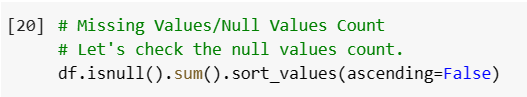 [20] # Missing Values/Null Values Count
# Let's check the null values count.
df.isnull().sum().sort_values(ascending=False)